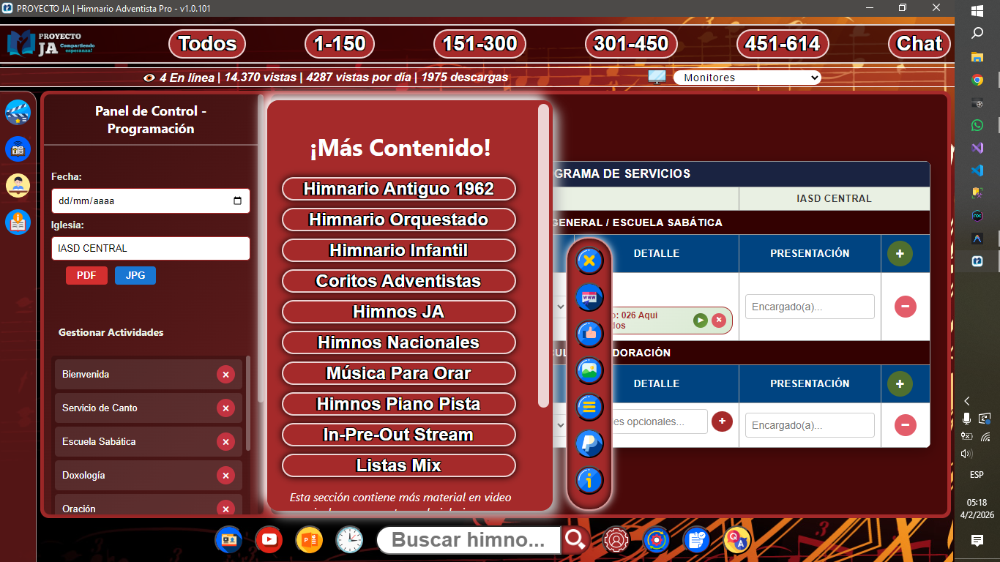 PROYECTO JA | Himnario Adventista Pro - v1.0.101
PROYECTO
JA
Compartiendo
esperanza!
Todos
1-150
151-300
301-450
451-614
Chat
4 En línea | 14.370 vistas | 4287 vistas por día | 1975 descargas
Monitores
Panel de Control -
Programación
Fecha:
dd/mm/aaaa
Iglesia:
IASD CENTRAL
PDF
JPG
Gestionar Actividades
Bienvenida
Servicio de Canto
Escuela Sabática
Doxología
Oración
¡Más Contenido!
Himnario Antiguo 1962
Himnario Orquestado
Himnario Infantil
Coritos Adventistas
Himnos JA
Himnos Nacionales
Música Para Orar
Himnos Piano Pista
In-Pre-Out Stream
Listas Mix
Esta sección contiene más material en video
GRAMA DE SERVICIOS
IASD CENTRAL
GENERAL / ESCUELA SABÁTICA
DETALLE
PRESENTACIÓN
o: 026 Aqui
dos
Encargado(a)...
CUL
DORACIÓN
DETALLE
PRESENTACIÓN
es opcionales...
Encargado(a)...
WWW
Buscar himno...
Q
A
ESP
05:18
4/2/2026